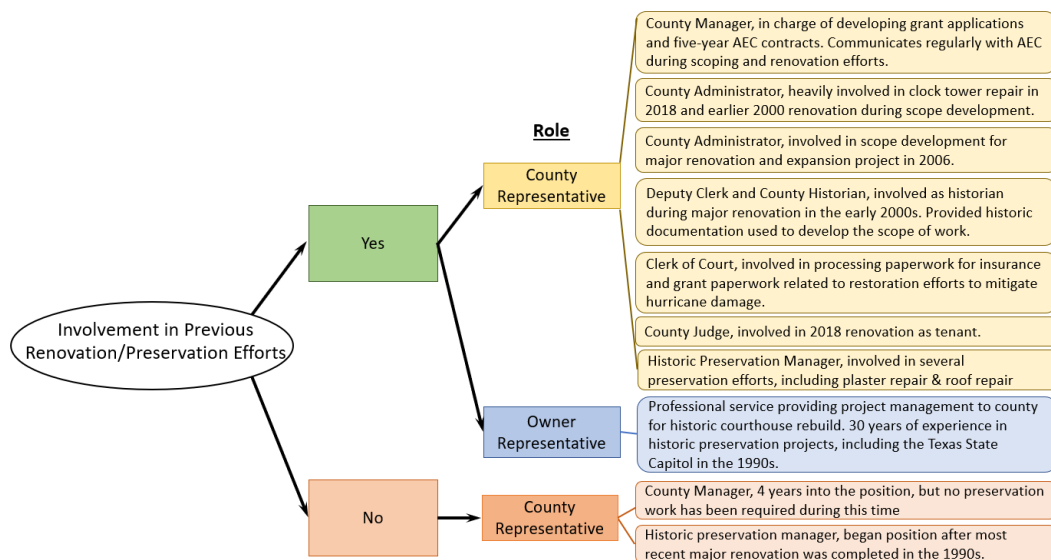 Involvement in Previous
Renovation/Preservation Efforts
Yes
No
Role
County
Representative
Owner
Representative
County
Representative
County Manager, in charge of developing grant applications
and five-year AEC contracts. Communicates regularly with AEC
during scoping and renovation efforts.
County Administrator, heavily involved in clock tower repair in
2018 and earlier 2000 renovation during scope development.
County Administrator, involved in scope development for
major renovation and expansion project in 2006.
Deputy Clerk and County Historian, involved as historian
during major renovation in the early 2000s. Provided historic
documentation used to develop the scope of work.
Clerk of Court, involved in processing paperwork for insurance
and grant paperwork related to restoration efforts to mitigate
hurricane damage.
County Judge, involved in 2018 renovation as tenant.
Historic Preservation Manager, involved in several
preservation efforts, including plaster repair & roof repair
Professional service providing project management to county
for historic courthouse rebuild. 30 years of experience in
historic preservation projects, including the Texas State
Capitol in the 1990s.
County Manager, 4 years into the position, but no preservation
work has been required during this time
Historic preservation manager, began position after most
recent major renovation was completed in the 1990s.